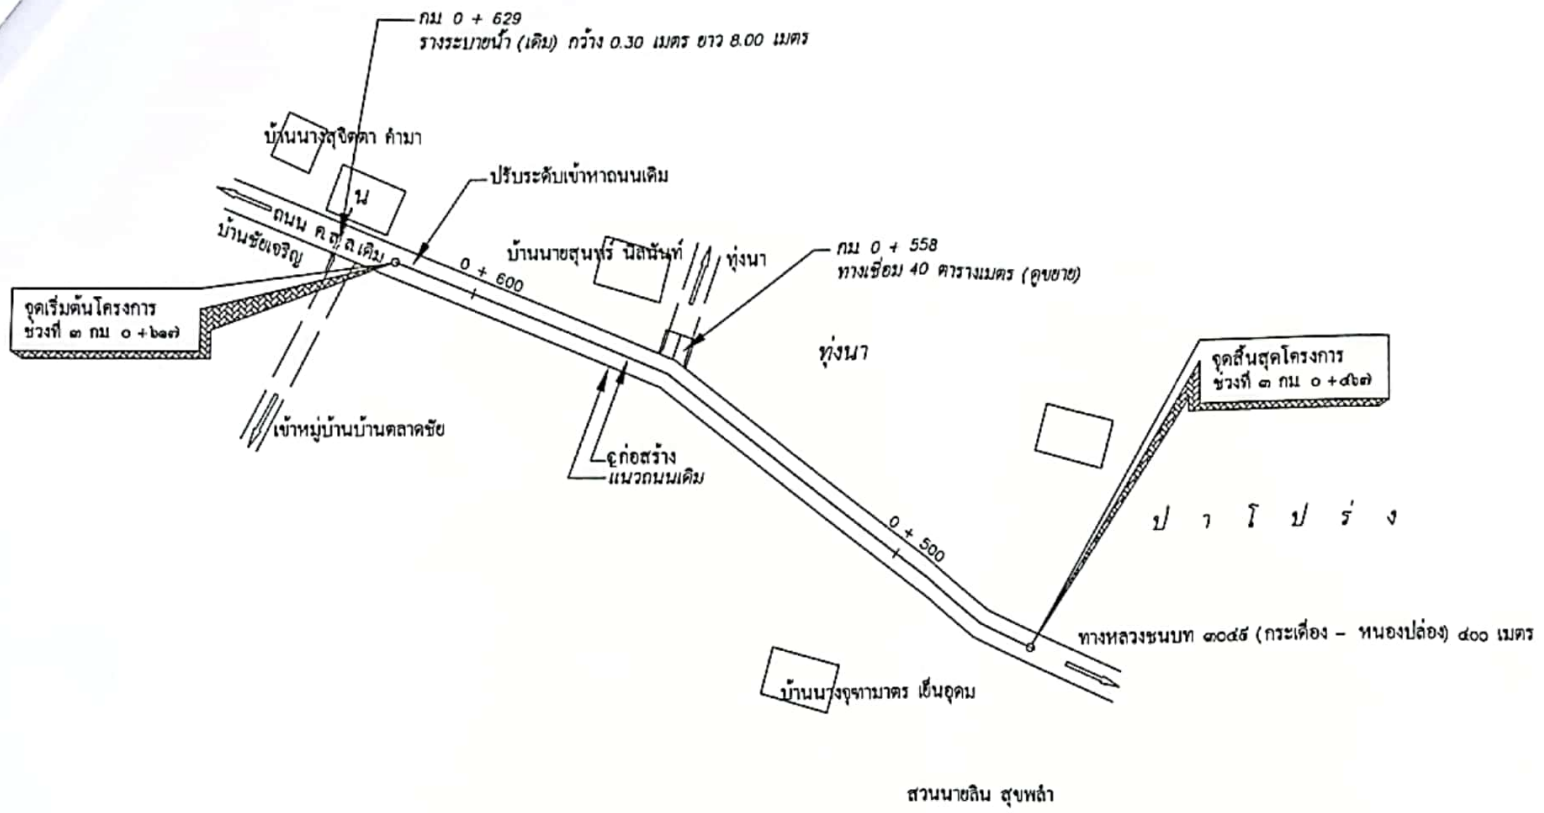 กม 0 + 629
รางระบายน้ำ (เดิม) กว้าง 0.30 เมตร ยาว 8.00 เมตร
บ้านนางสุจิตตา คำมา
น
ปรับระดับเข้าหาถนนเดิม
ถนน ค.ส.ล.เดิม
บ้านชัยเจริญ
0 + 600
บ้านนายสุนทร์ นิลนันท์
ทุ่งนา
กม 0 + 558
ทางเชื่อม 40 ตารางเมตร (คูขยาย)
จุดเริ่มต้นโครงการ
ช่วงที่ ๓ กม ๐ +๖๑๗
ทุ่งนา
จุดสิ้นสุดโครงการ
ช่วงที่ ๓ กม ๐ +๔๖๗
เข้าหมู่บ้านบ้านตลาดชัย
ก่อสร้าง
แนวถนนเดิม
0 + 500
ป่าโปร่ง
ทางหลวงชนบท ๓๐๔๕ (กระเดื่อง - หนองปล่อง) ๔๐๐ เมตร
บ้านนางจุฑามาตร เย็นอุดม
สวนนายลิน สุขพลำ